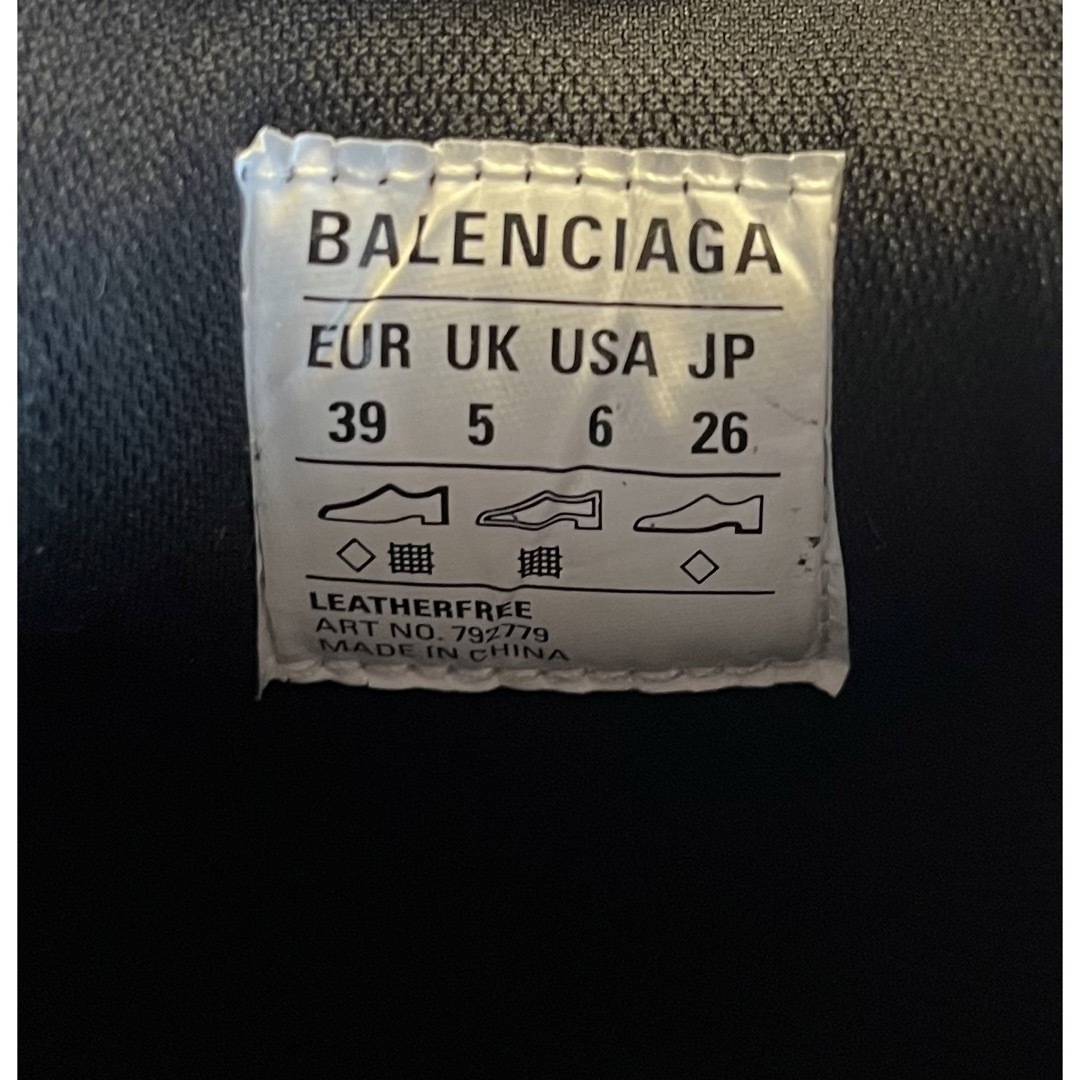 BALENCIAGA
EUR UK USA JP
39 5 6 26
LEATHERFREE
ART NO. 792779
MADE IN CHINA